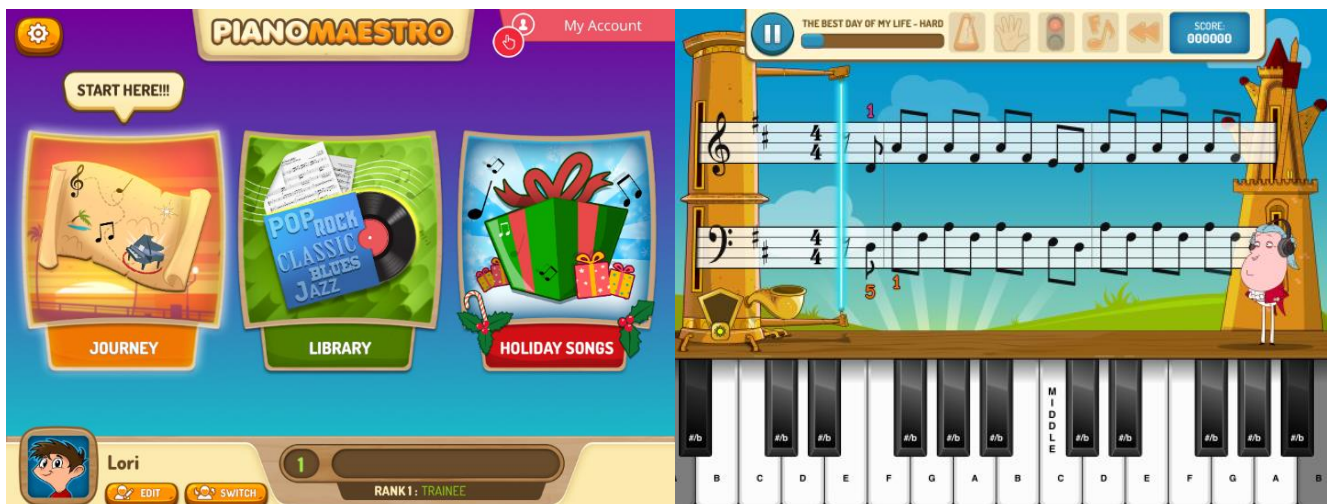 PIANOMAESTRO
My Account
START HERE!!!
POP ROCK
CLASSIC
BLUES
JAZZ
JOURNEY
LIBRARY
HOLIDAY SONGS
Lori
EDIT
SWITCH
1
RANK 1: TRAINEE
THE BEST DAY OF MY LIFE - HARD
SCORE:
000000
1
4
4
4
4
5
1
MIDDLE
#/b #/b #/b #/b #/b #/b #/b #/b #/b #/b #/b
B C D E F G A B C D E F G A B